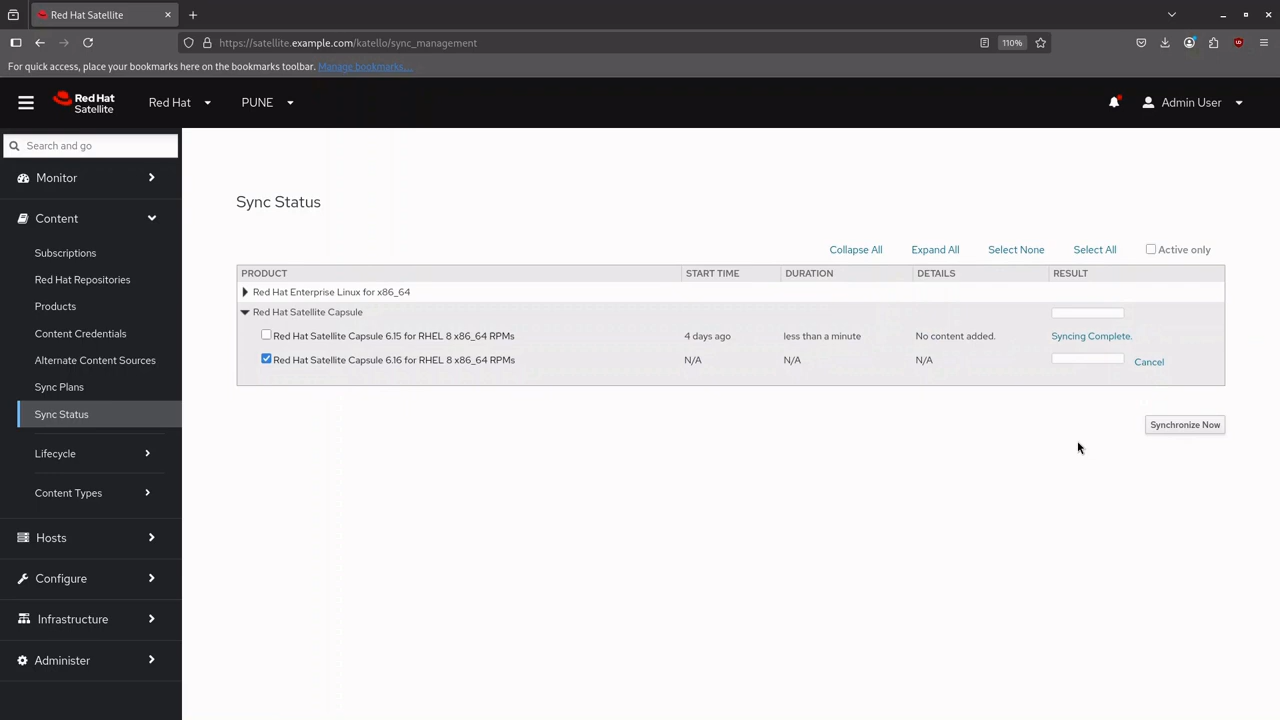 Red Hat Satellite
https://satellite.example.com/katello/sync_management
110%
For quick access, place your bookmarks here on the bookmarks toolbar. Manage bookmarks...
Red Hat
Satellite
Red Hat
PUNE
Admin User
Search and go
Monitor
Content
Subscriptions
Red Hat Repositories
Products
Content Credentials
Alternate Content Sources
Sync Plans
Sync Status
Lifecycle
Content Types
Hosts
Configure
Infrastructure
Administer
Sync Status
Collapse All Expand All Select None Select All Active only
PRODUCT START TIME DURATION DETAILS RESULT
Red Hat Enterprise Linux for x86_64
Red Hat Satellite Capsule
Red Hat Satellite Capsule 6.15 for RHEL 8 x86_64 RPMs 4 days ago less than a minute No content added. Syncing Complete.
Red Hat Satellite Capsule 6.16 for RHEL 8 x86_64 RPMs N/A N/A N/A Cancel
Synchronize Now